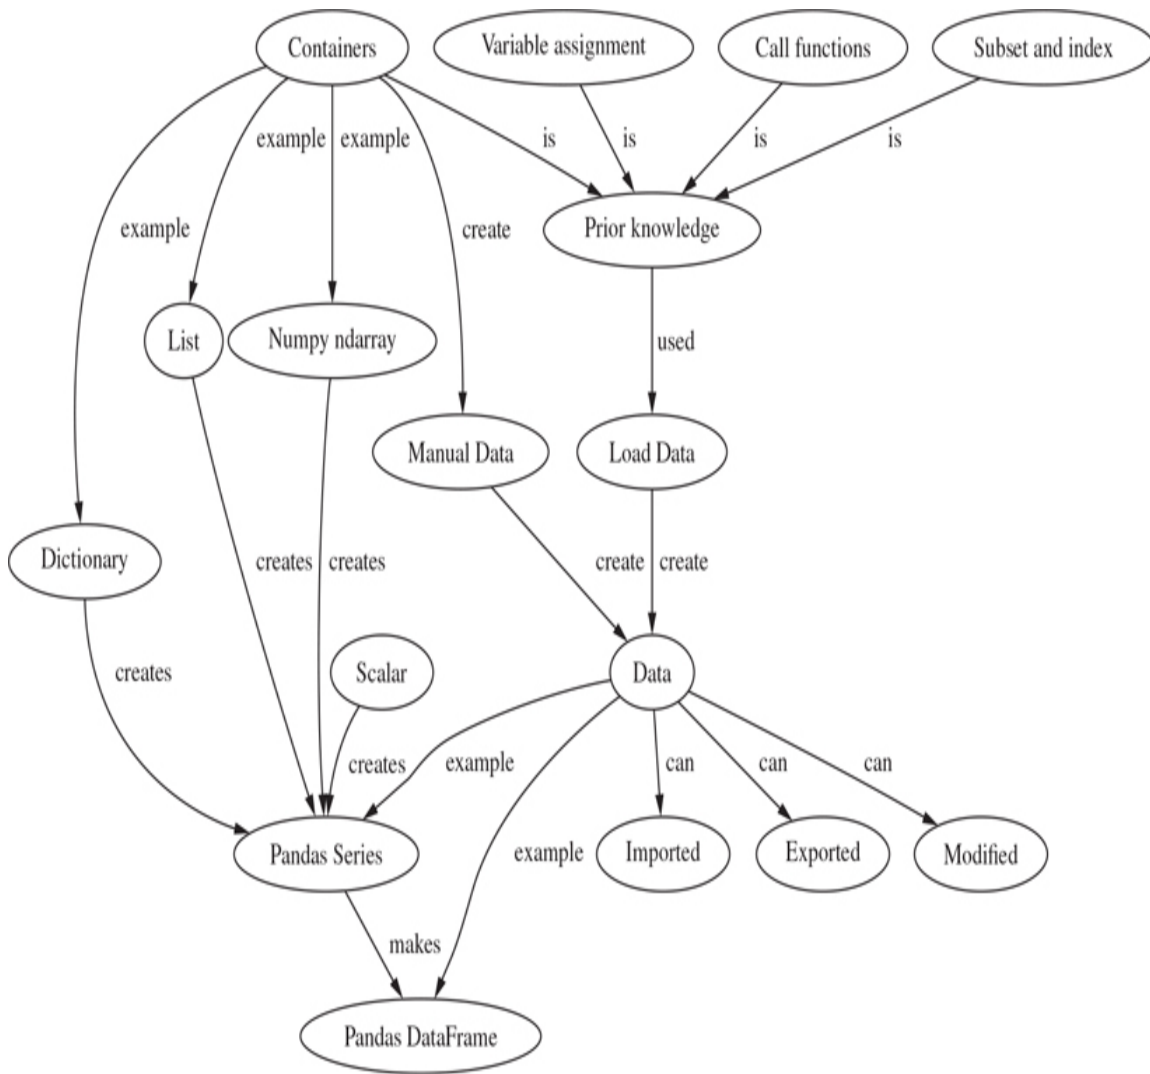 Containers
Variable assignment
Call functions
Subset and index
example
example
is
is
is
is
example
create
Prior knowledge
List
Numpy ndarray
used
Manual Data
Load Data
Dictionary
creates
creates
create
create
creates
Scalar
Data
creates
example
can
can
can
Pandas Series
example
Imported
Exported
Modified
makes
Pandas DataFrame